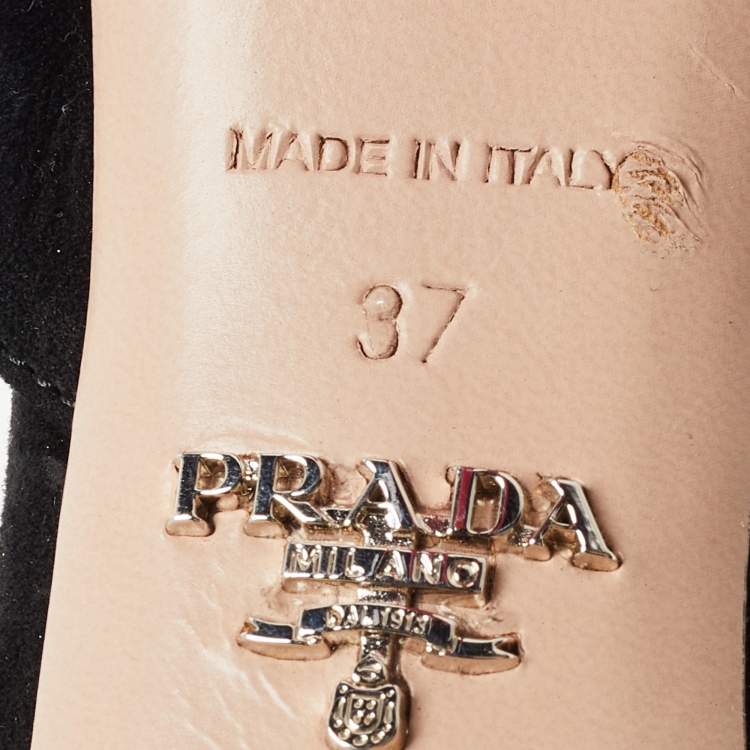 MADE IN ITALY
37
PRADA
MILANO
DAL 1913